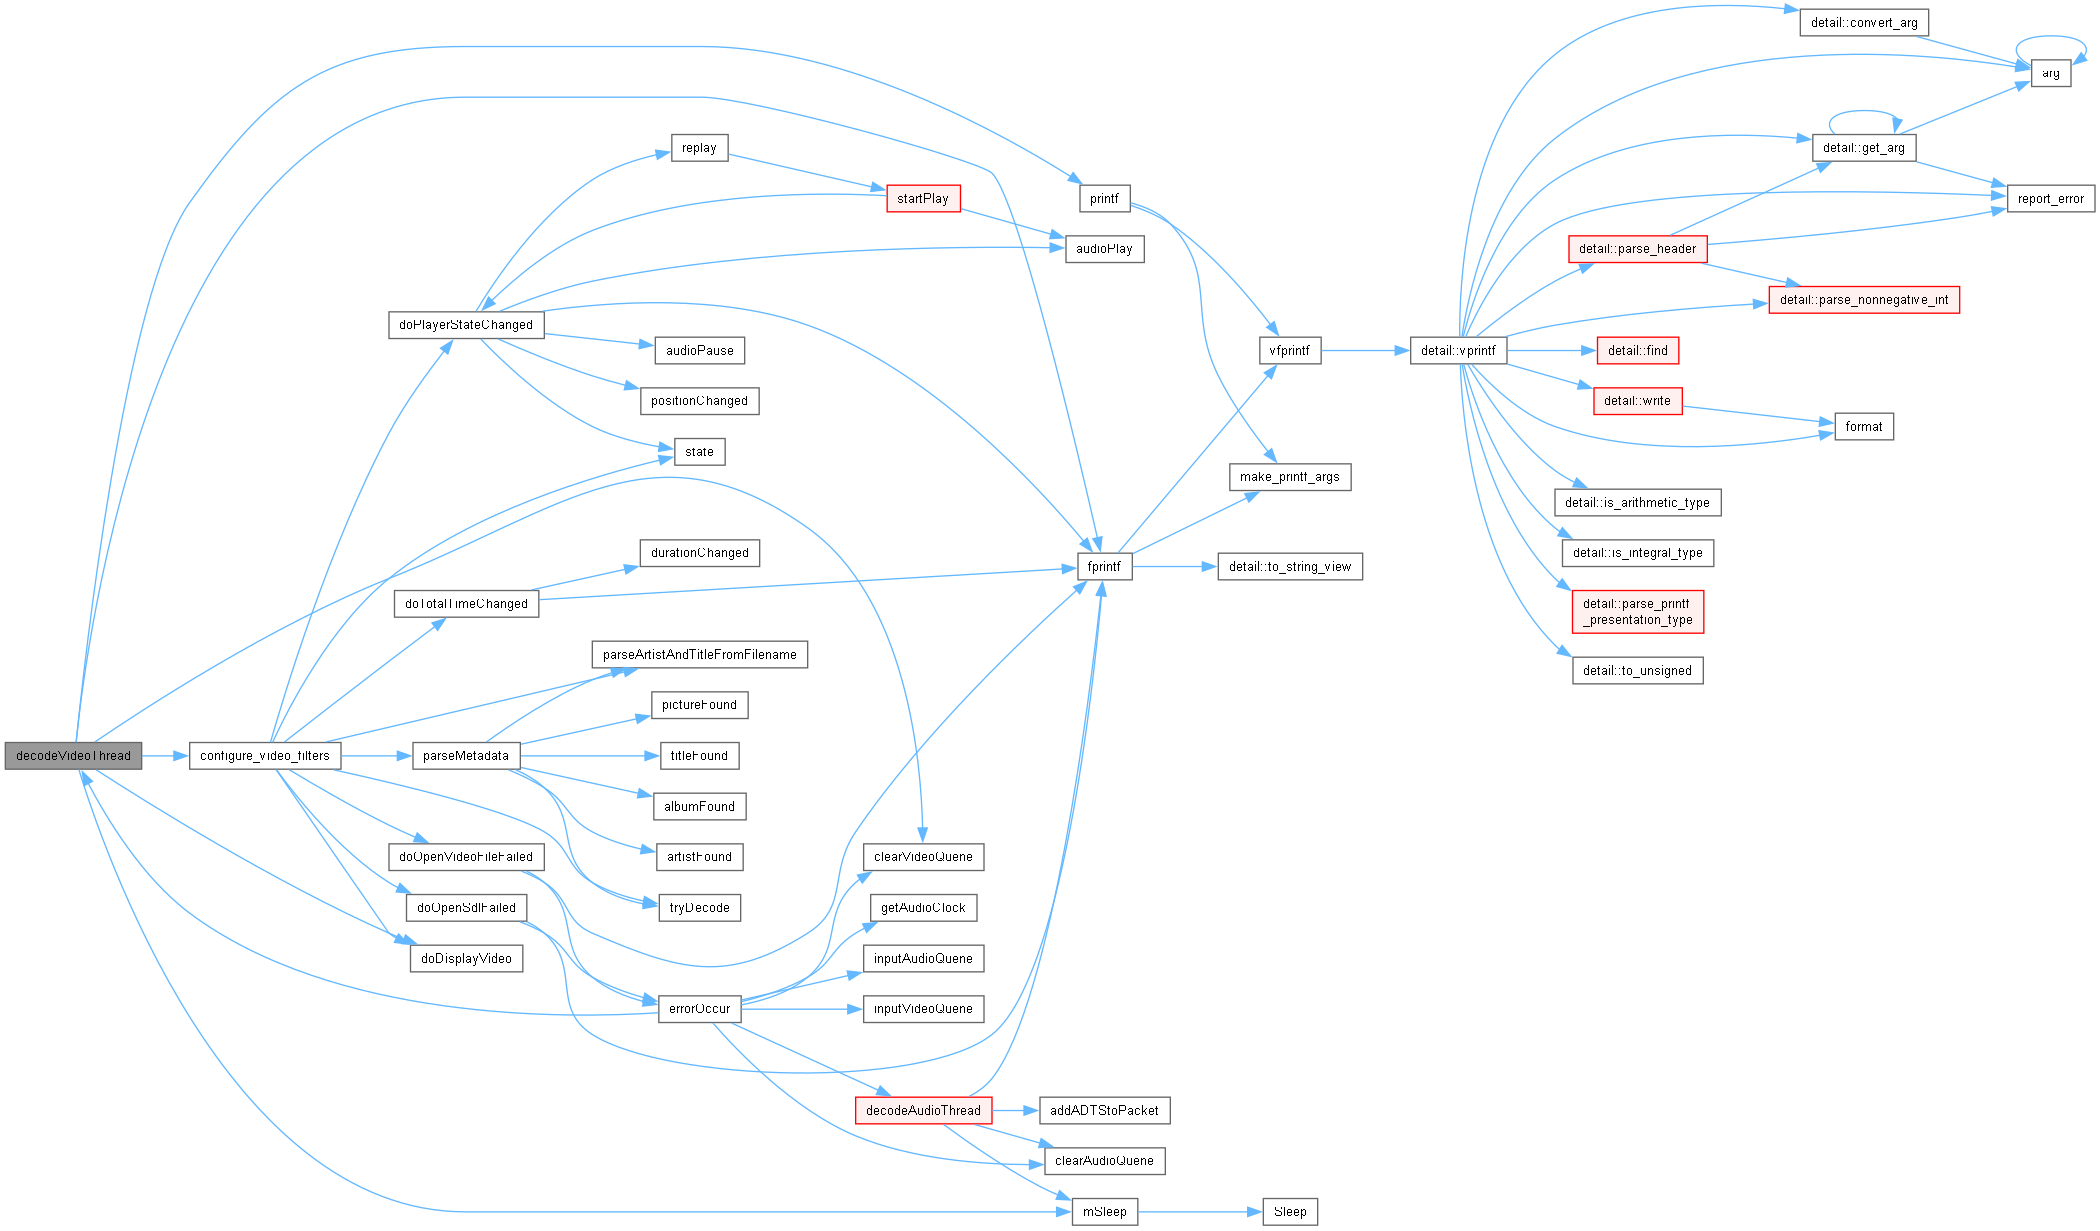 decodeVideoThread
configure_video_filters
doPlayerStateChanged
doTotalTimeChanged
parseMetadata
doOpenVideoFileFailed
doOpenSdlFailed
doDisplayVideo
replay
audioPause
positionChanged
state
durationChanged
parseArtistAndTitleFromFilename
pictureFound
titleFound
albumFound
artistFound
tryDecode
errorOccur
startPlay
clearVideoQuene
getAudioClock
inputAudioQuene
inputVideoQuene
decodeAudioThread
printf
audioPlay
fprintf
addADTStoPacket
clearAudioQuene
mSleep
vfprintf
make_printf_args
detail::to_string_view
Sleep
detail::vprintf
detail::convert_arg
arg
detail::get_arg
report_error
detail::parse_header
detail::parse_nonnegative_int
detail::find
detail::write
format
detail::is_arithmetic_type
detail::is_integral_type
detail::parse_printf
_presentation_type
detail::to_unsigned